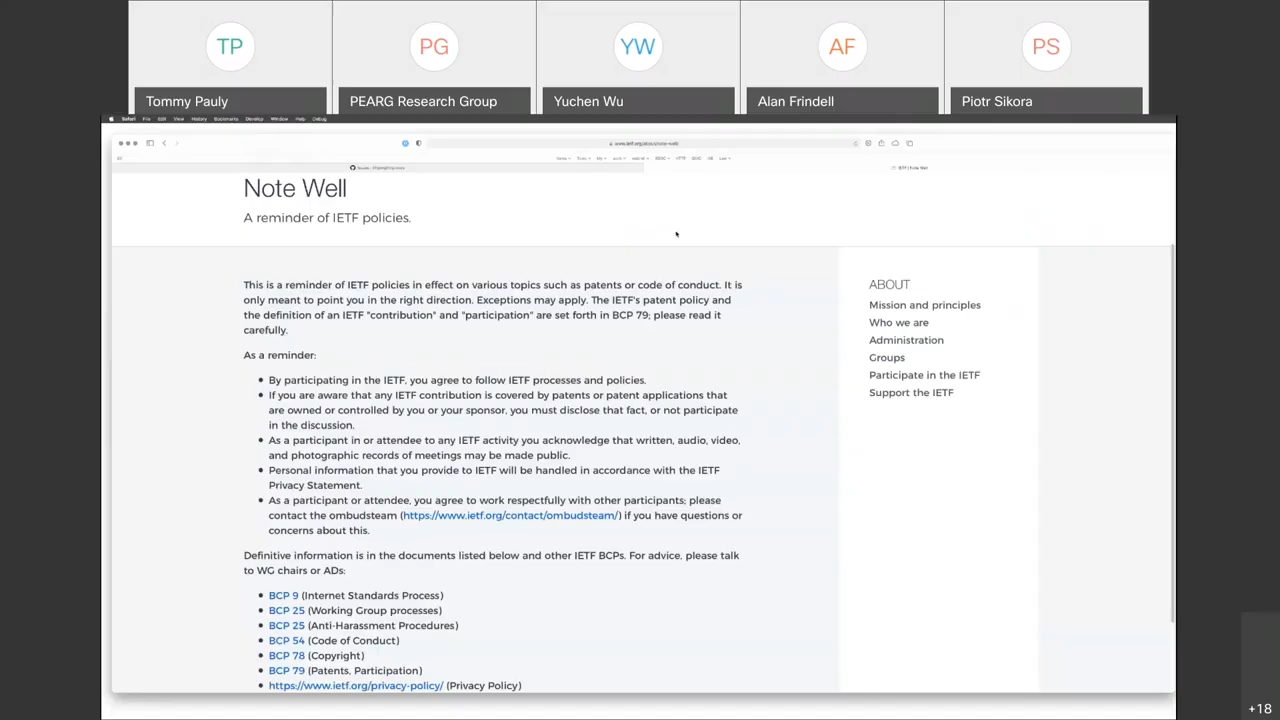 TP
PG
YW
AF
PS
Tommy Pauly
PEARG Research Group
Yuchen Wu
Alan Frindell
Piotr Sikora
Safari File Edit View History Bookmarks Develop Window Help Debug
Note Well
A reminder of IETF policies.
This is a reminder of IETF policies in effect on various topics such as patents or code of conduct. It is
only meant to point you in the right direction. Exceptions may apply. The IETF's patent policy and
the definition of an IETF "contribution" and "participation" are set forth in BCP 79; please read it
carefully.
As a reminder:
• By participating in the IETF, you agree to follow IETF processes and policies.
• If you are aware that any IETF contribution is covered by patents or patent applications that
are owned or controlled by you or your sponsor, you must disclose that fact, or not participate
in the discussion.
• As a participant in or attendee to any IETF activity you acknowledge that written, audio, video,
and photographic records of meetings may be made public.
• Personal information that you provide to IETF will be handled in accordance with the IETF
Privacy Statement.
• As a participant or attendee, you agree to work respectfully with other participants; please
contact the ombudsteam (https://www.ietf.org/contact/ombudsteam/) if you have questions or
concerns about this.
Definitive information is in the documents listed below and other IETF BCPs. For advice, please talk
to WG chairs or ADs:
• BCP 9 (Internet Standards Process)
• BCP 25 (Working Group processes)
• BCP 25 (Anti-Harassment Procedures)
• BCP 54 (Code of Conduct)
• BCP 78 (Copyright)
• BCP 79 (Patents, Participation)
• https://www.ietf.org/privacy-policy/ (Privacy Policy)
ABOUT
Mission and principles
Who we are
Administration
Groups
Participate in the IETF
Support the IETF
+18